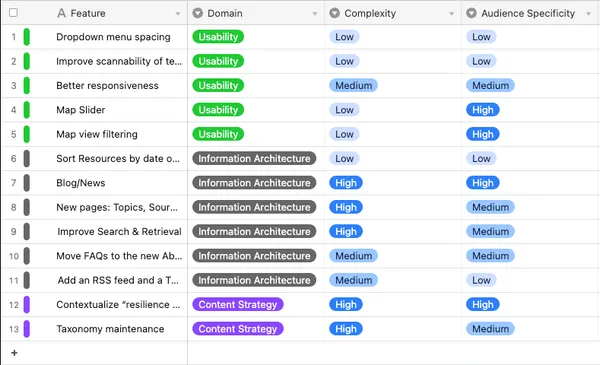 A Feature Domain Complexity Audience Specificity
1 Dropdown menu spacing Usability Low Low
2 Improve scannability of te... Usability Low Low
3 Better responsiveness Usability Medium Medium
4 Map Slider Usability Low High
5 Map view filtering Usability Low High
6 Sort Resources by date o... Information Architecture Low Low
7 Blog/News Information Architecture High High
8 New pages: Topics, Sour... Information Architecture High Medium
9 Improve Search & Retrieval Information Architecture High Medium
10 Move FAQs to the new Ab... Information Architecture Medium Medium
11 Add an RSS feed and a T... Information Architecture Medium Low
12 Contextualize “resilience ... Content Strategy High High
13 Taxonomy maintenance Content Strategy High Medium
+